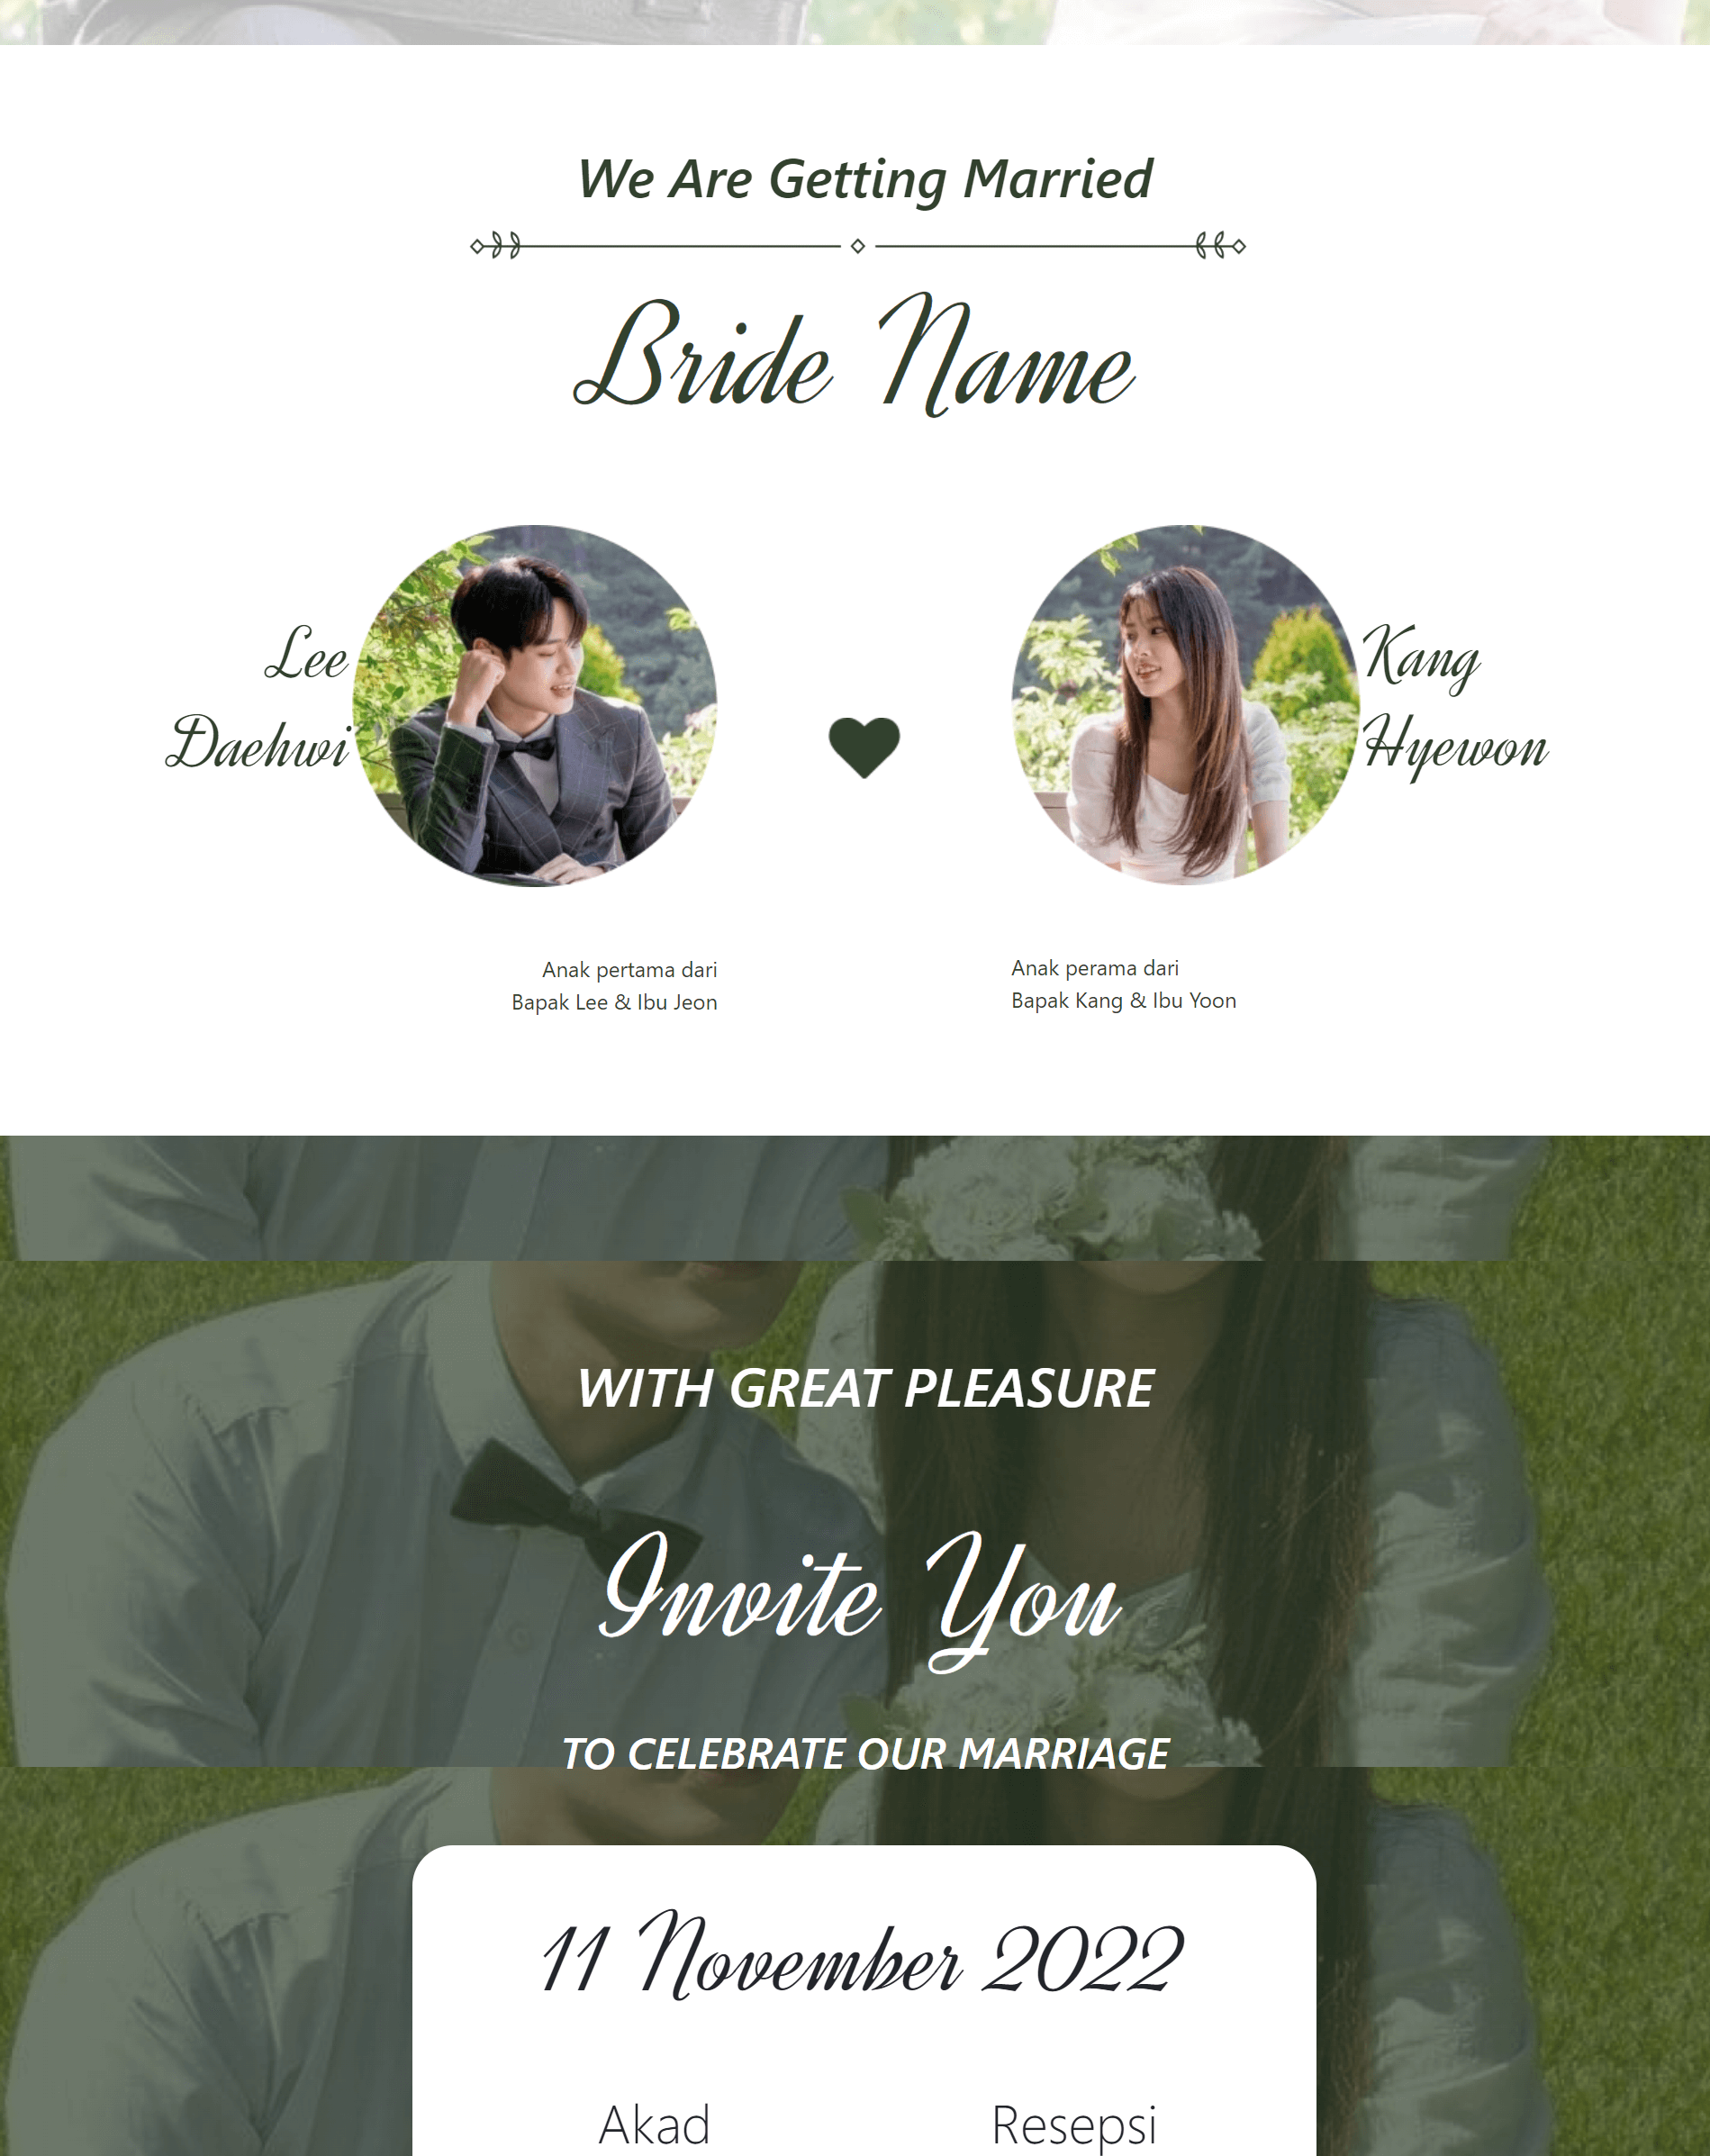 We Are Getting Married
Bride Name
Lee
Daehwi
Kang
Hyewon
Anak pertama dari
Bapak Lee & Ibu Jeon
Anak perama dari
Bapak Kang & Ibu Yoon
WITH GREAT PLEASURE
Invite You
TO CELEBRATE OUR MARRIAGE
11 November 2022
Akad
Resepsi